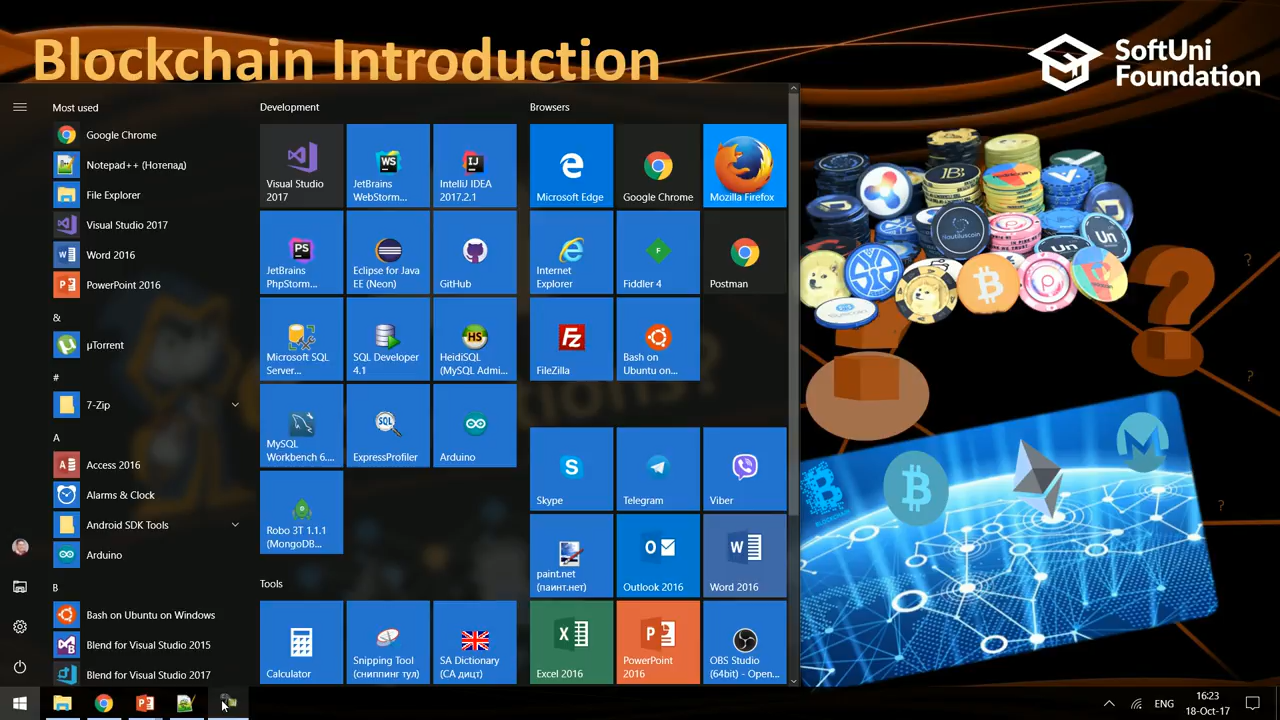 Blockchain Introduction
SoftUni
Foundation
Most used
Google Chrome
Notepad++ (Нотепад)
File Explorer
Visual Studio 2017
Word 2016
PowerPoint 2016
&
µTorrent
#
7-Zip
A
Access 2016
Alarms & Clock
Android SDK Tools
Arduino
B
Bash on Ubuntu on Windows
Blend for Visual Studio 2015
Blend for Visual Studio 2017
Development
Visual Studio
2017
JetBrains
WebStorm...
IntelliJ IDEA
2017.2.1
JetBrains
PhpStorm...
Eclipse for Java
EE (Neon)
GitHub
Microsoft SQL
Server...
SQL Developer
4.1
HeidiSQL
(MySQL Admi...
MySQL
Workbench 6....
ExpressProfiler
Arduino
Robo 3T 1.1.1
(MongoDB...
Tools
Calculator
Snipping Tool
(сниппинг тул)
SA Dictionary
(СА дицт)
Browsers
Microsoft Edge
Google Chrome
Mozilla Firefox
Internet
Explorer
Fiddler 4
Postman
FileZilla
Bash on
Ubuntu on...
Skype
Telegram
Viber
paint.net
(паинт.нет)
Outlook 2016
Word 2016
Excel 2016
PowerPoint
2016
OBS Studio
(64bit) - Open...
Nautiluscoin
Un
Un
BLOCKCHAIN
ENG
16:23
18-Oct-17